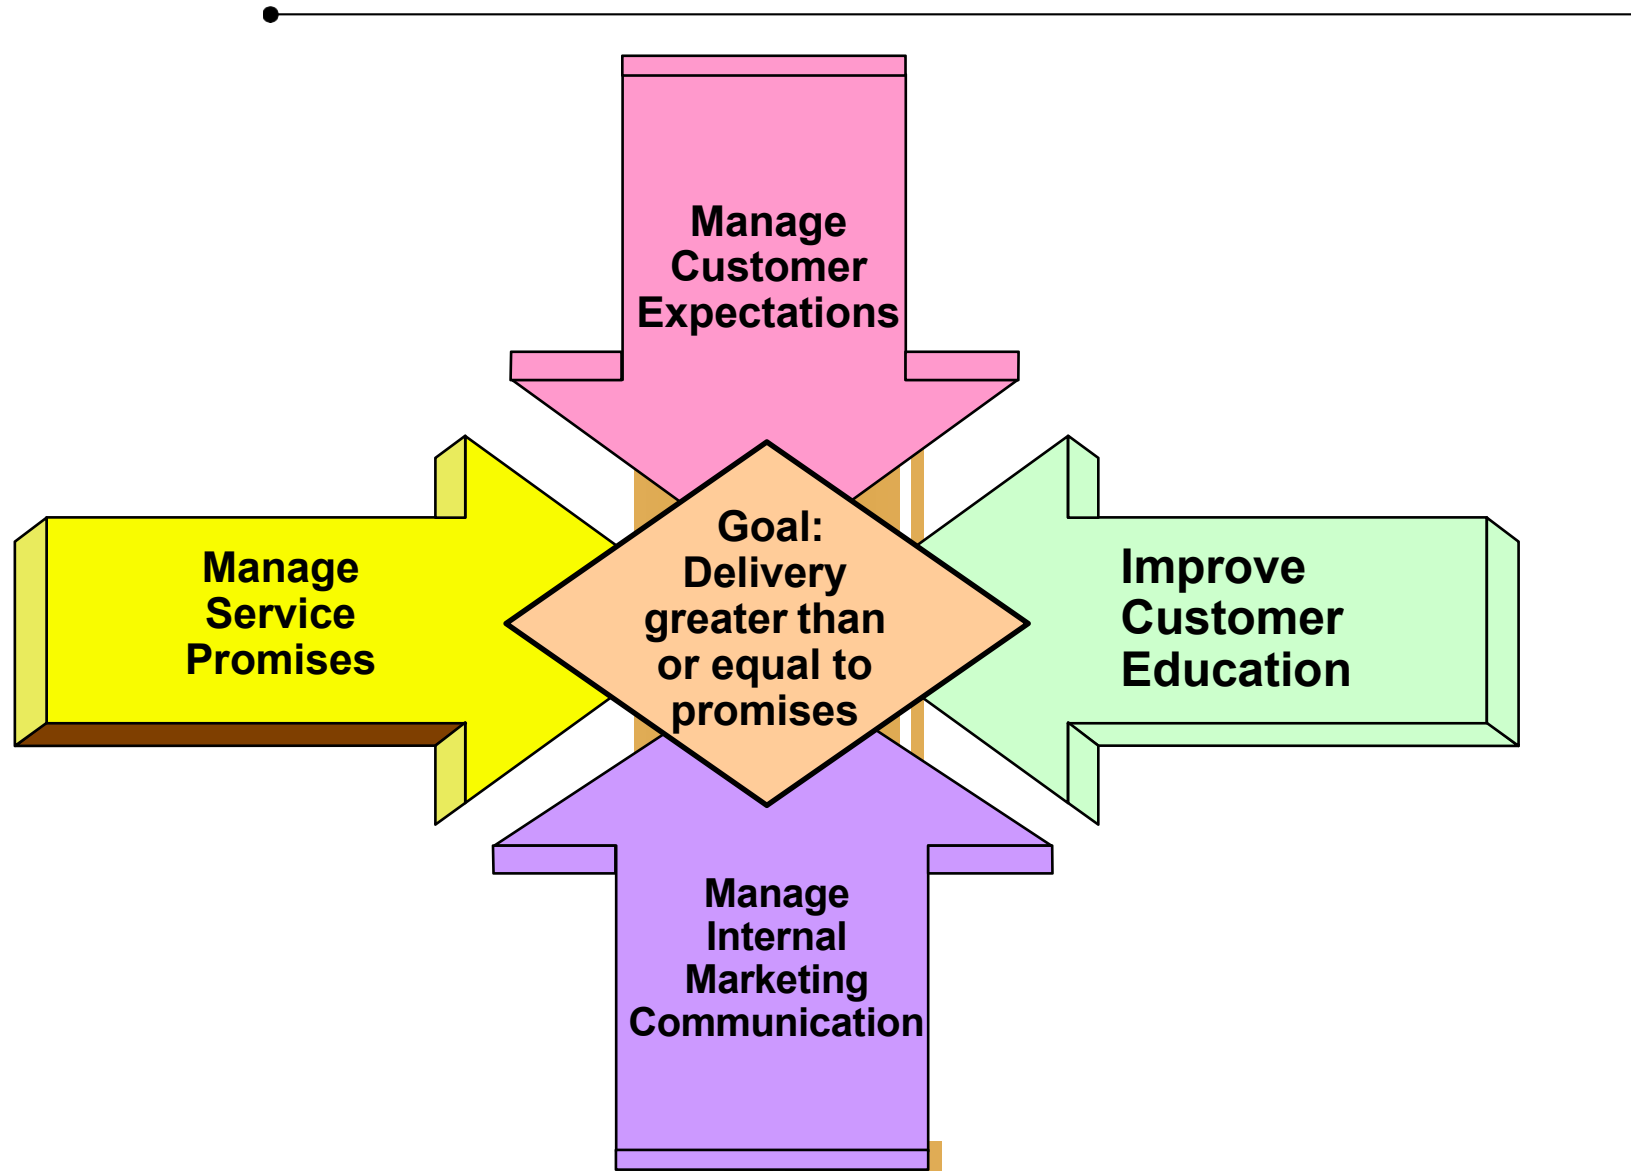 Manage
Customer
Expectations
Manage
Service
Promises
Goal:
Delivery
greater than
or equal to
promises
Improve
Customer
Education
Manage
Internal
Marketing
Communication